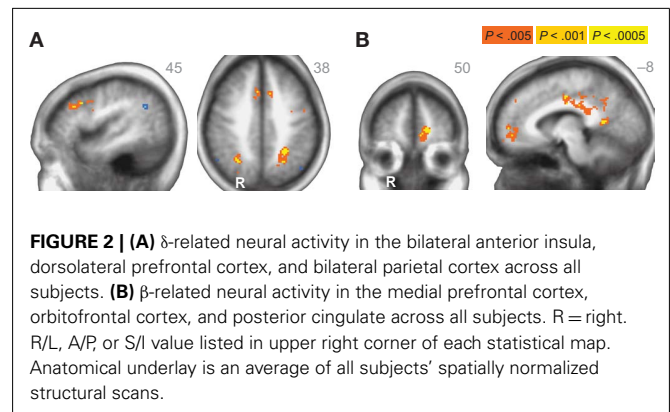 A
B
P < .005 P < .001 P < .0005
45
38
50
–8
R
R
FIGURE 2 | (A) δ-related neural activity in the bilateral anterior insula,
dorsolateral prefrontal cortex, and bilateral parietal cortex across all
subjects. (B) β-related neural activity in the medial prefrontal cortex,
orbitofrontal cortex, and posterior cingulate across all subjects. R = right.
R/L, A/P, or S/I value listed in upper right corner of each statistical map.
Anatomical underlay is an average of all subjects’ spatially normalized
structural scans.